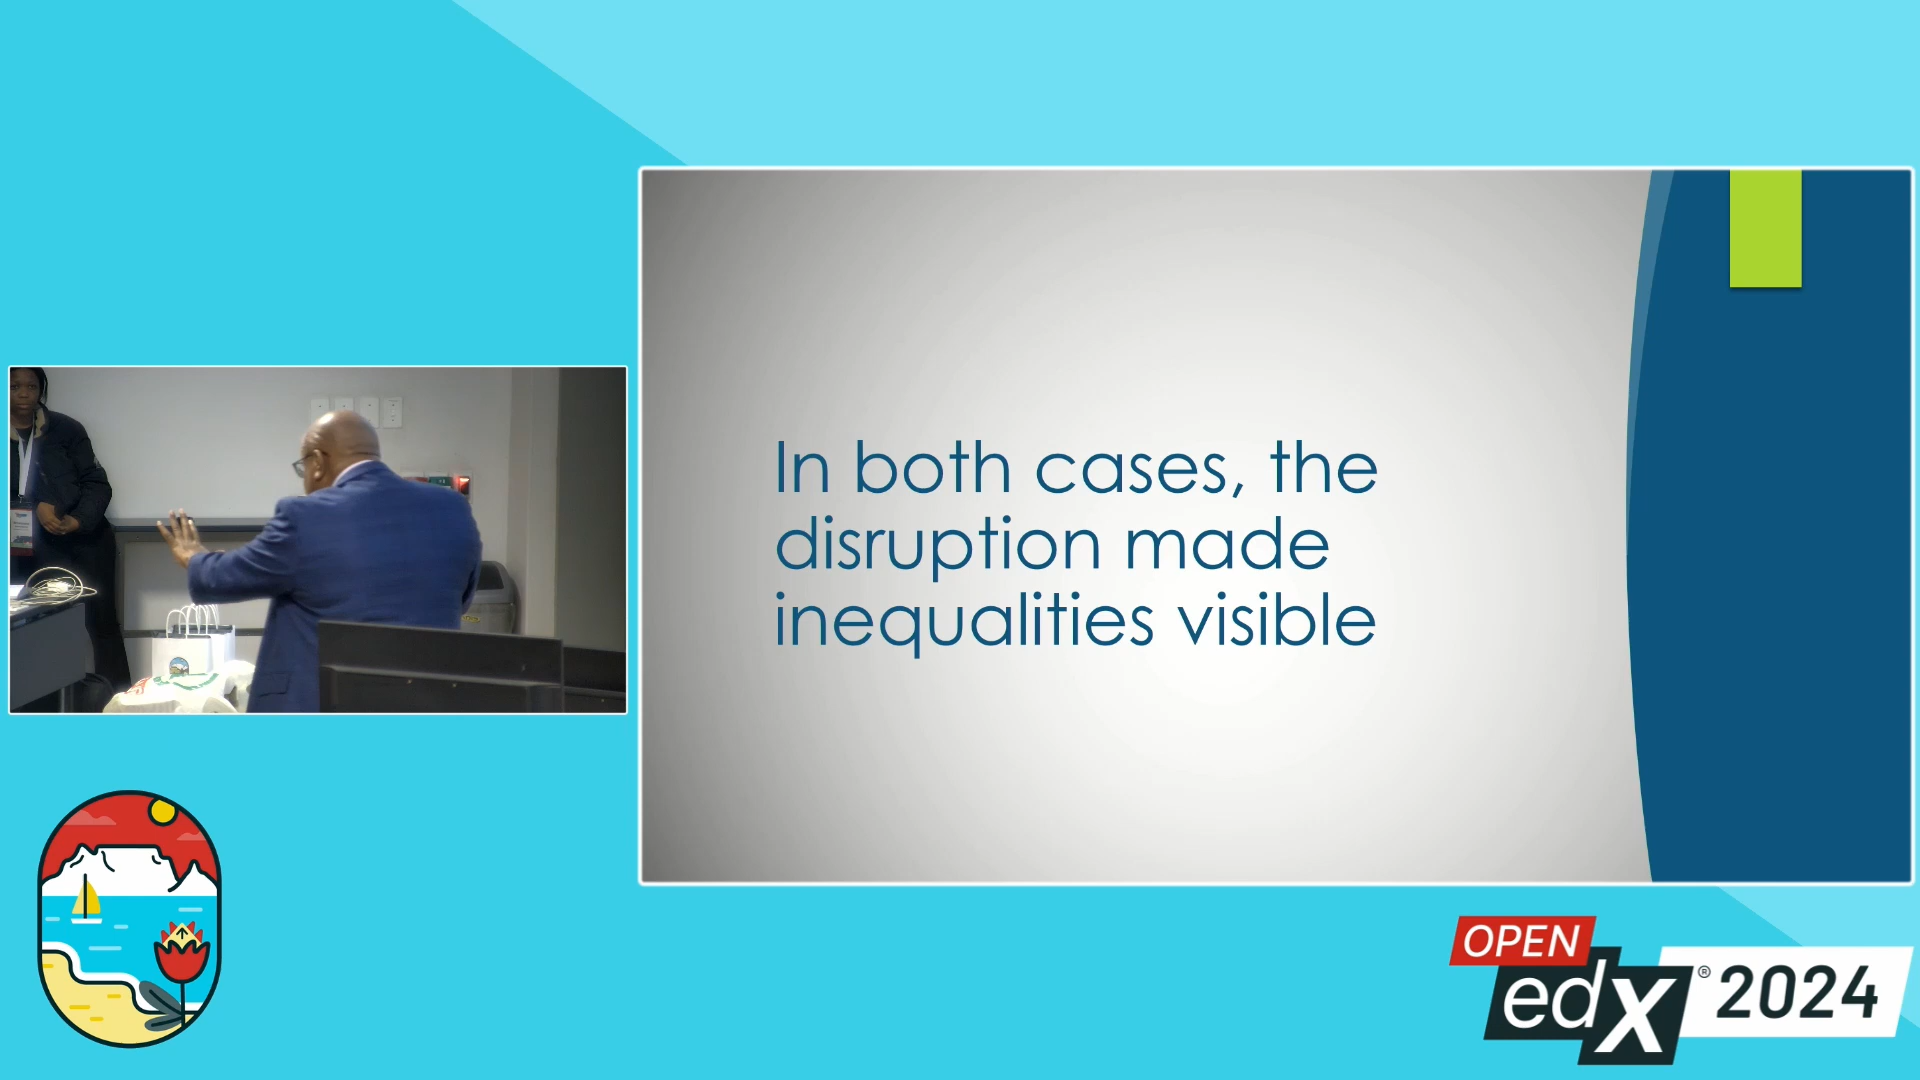 In both cases, the
disruption made
inequalities visible
OPEN
edX® 2024